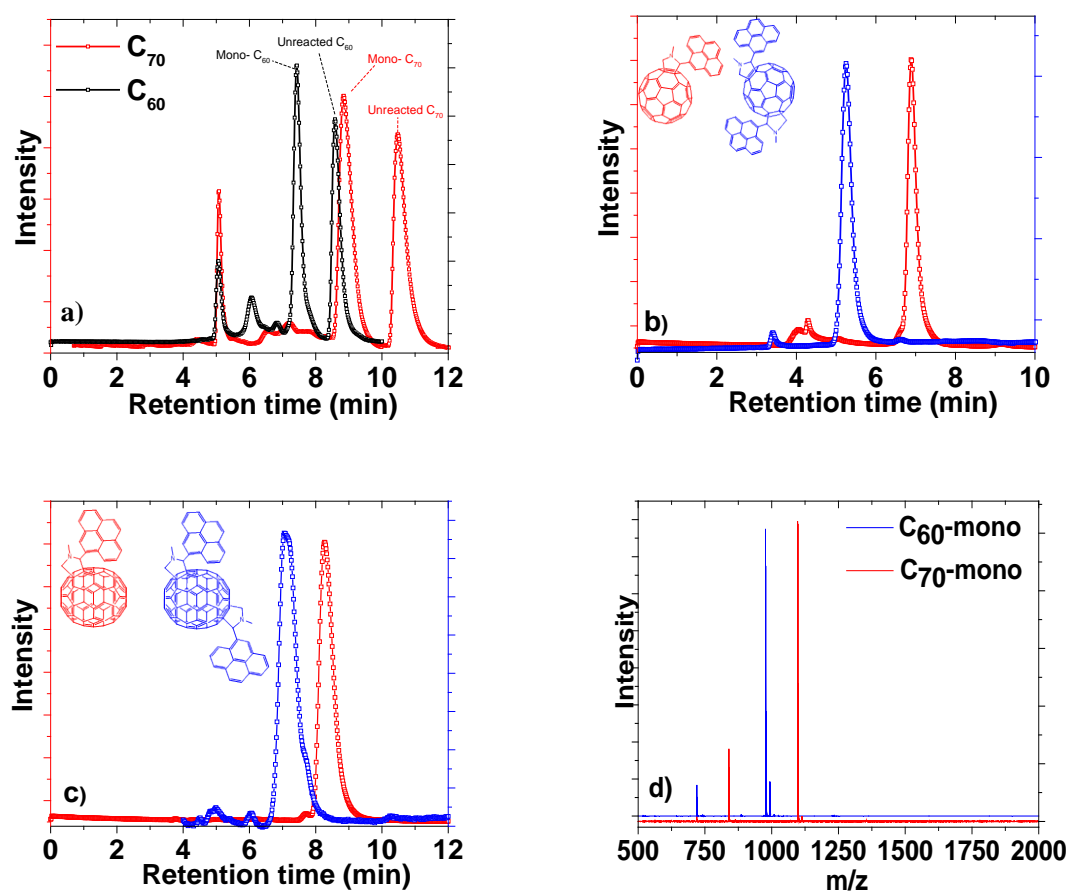 C70
C60
Mono- C60
Unreacted C60
Mono- C70
Unreacted C70
Intensity
a)
0 2 4 6 8 10 12
Retention time (min)
N
N
N
Intensity
b)
0 2 4 6 8 10
Retention time (min)
N
N
N
Intensity
c)
0 2 4 6 8 10 12
Retention time (min)
C60-mono
C70-mono
Intensity
d)
500 750 1000 1250 1500 1750 2000
m/z